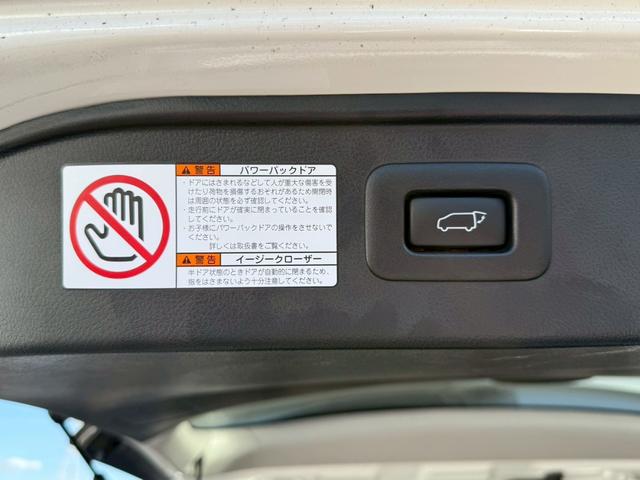 警告 パワーバックドア
・ドアにはさまれるなどして人が重大な傷害を受
けたり荷物を損傷するおそれがあるため開閉時
は周囲の状態を必ず確認してください。
・走行前にドアが確実に閉まっていることを確認
してください。
・お子様にパワーバックドアの操作をさせないで
ください。
詳しくは取扱書をご覧ください。
警告 イージークローザー
半ドア状態のときドアが自動的に閉まるため、
指をはさまないよう十分注意してください。